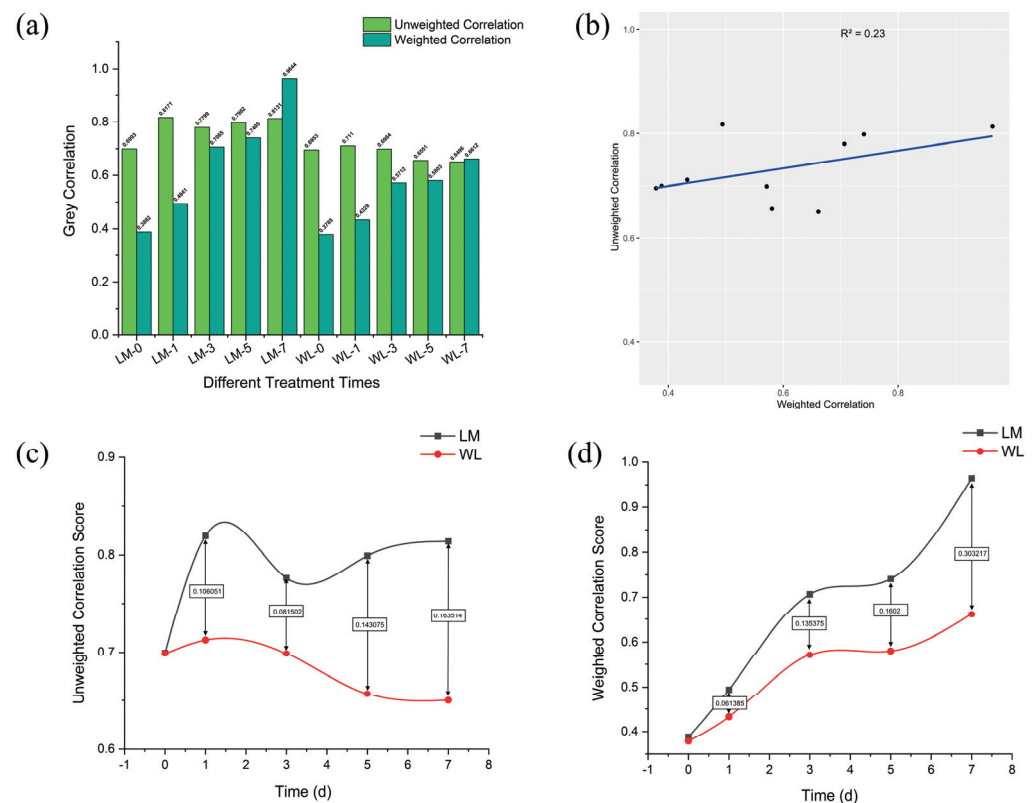 (a)
Unweighted Correlation
Weighted Correlation
Grey Correlation
1.0
0.8
0.6
0.4
0.2
0.0
0.6993
0.3882
0.8171
0.4941
0.7799
0.7065
0.7982
0.7405
0.8131
0.9644
0.6953
0.3785
0.711
0.4329
0.6984
0.5712
0.6551
0.5803
0.6496
0.6612
LM-0 LM-1 LM-3 LM-5 LM-7 WL-0 WL-1 WL-3 WL-5 WL-7
Different Treatment Times
(b)
R² = 0.23
Unweighted Correlation
1.0
0.8
0.6
0.4
0.4 0.6 0.8
Weighted Correlation
(c)
LM
WL
Unweighted Correlation Score
0.9
0.8
0.7
0.6
0.106051
0.081502
0.143075
0.163514
-1 0 1 2 3 4 5 6 7 8
Time (d)
(d)
LM
WL
Weighted Correlation Score
1.0
0.9
0.8
0.7
0.6
0.5
0.4
0.061385
0.135375
0.1602
0.303217
-1 0 1 2 3 4 5 6 7 8
Time (d)